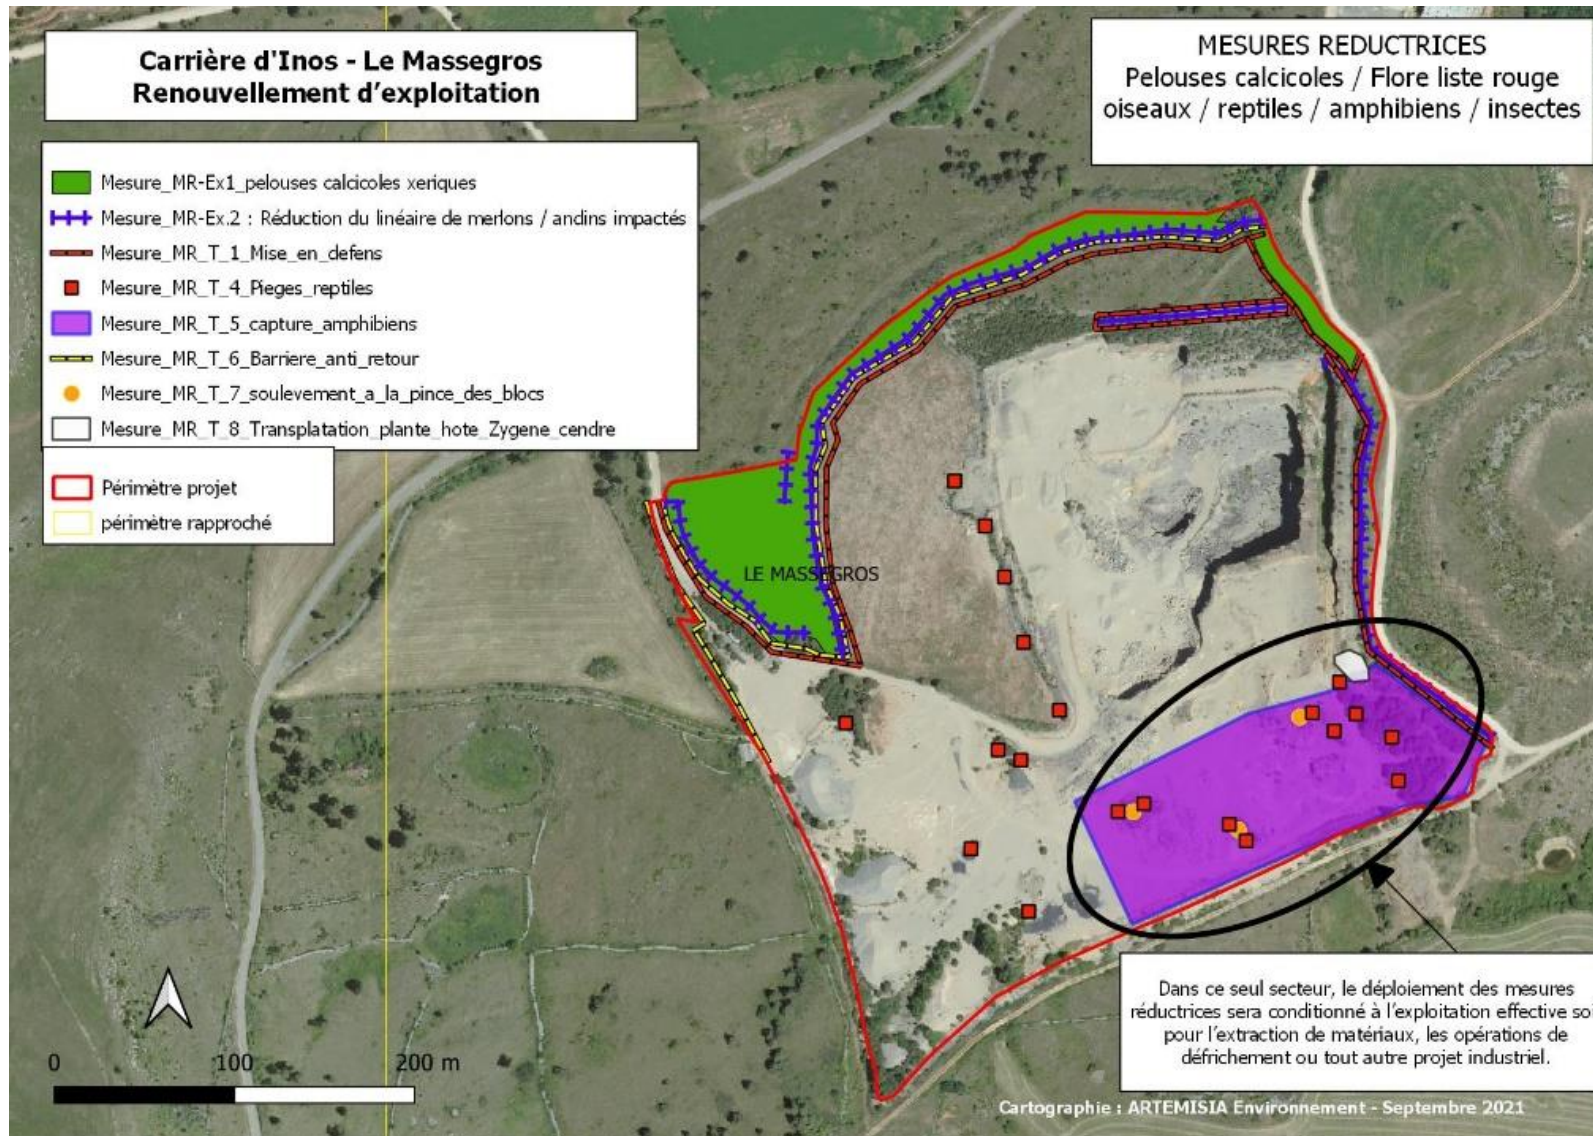 Carrière d'Inos - Le Massegros
Renouvellement d'exploitation
MESURES REDUCTRICES
Pelouses calcicoles / Flore liste rouge
oiseaux / reptiles / amphibiens / insectes
Mesure_MR-Ex1_pelouses calcicoles xeriques
Mesure_MR-Ex.2 : Réduction du linéaire de merlons / andins impactés
Mesure_MR_T_1_Mise_en_defens
Mesure_MR_T_4_Pieges_reptiles
Mesure_MR_T_5_capture_amphibiens
Mesure_MR_T_6_Barriere_anti_retour
Mesure_MR_T_7_soulevement_a_la_pince_des_blocs
Mesure_MR_T_8_Transplatation_plante_hote_Zygene_cendre
Périmètre projet
périmètre rapproché
LE MASSEGROS
Dans ce seul secteur, le déploiement des mesures
réductrices sera conditionné à l'exploitation effective soi
pour l'extraction de matériaux, les opérations de
défrichement ou tout autre projet industriel.
0 100 200 m
Cartographie : ARTEMISIA Environnement - Septembre 2021